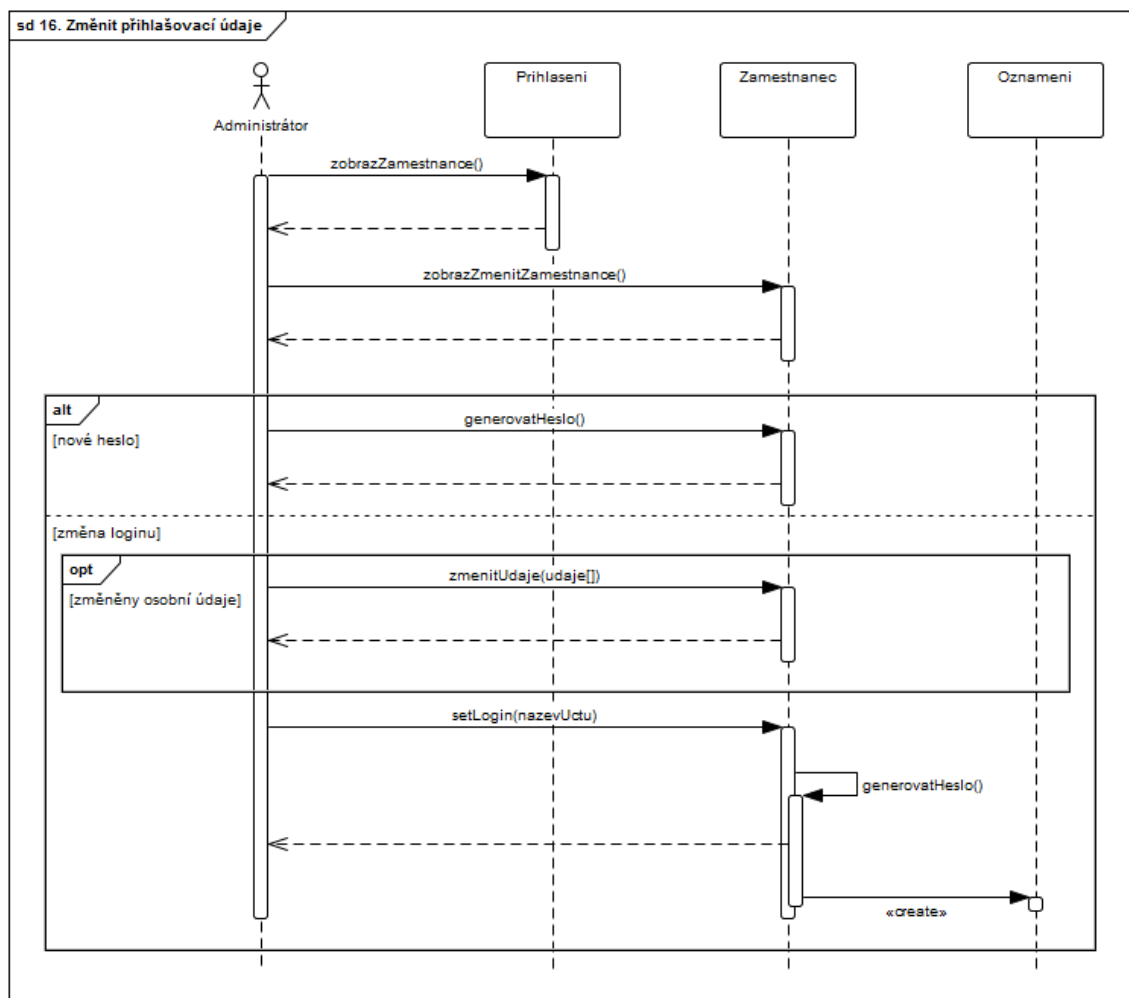 sd 16. Změnit přihlašovací údaje
Administrátor
Prihlaseni
Zamestnanec
Oznameni
zobrazZamestnance()
zobrazZmenitZamestnance()
alt
[nové heslo]
generovatHeslo()
[změna loginu]
opt
[změněny osobní údaje]
zmenitUdaje(udaje[])
setLogin(nazevUctu)
generovatHeslo()
«create»